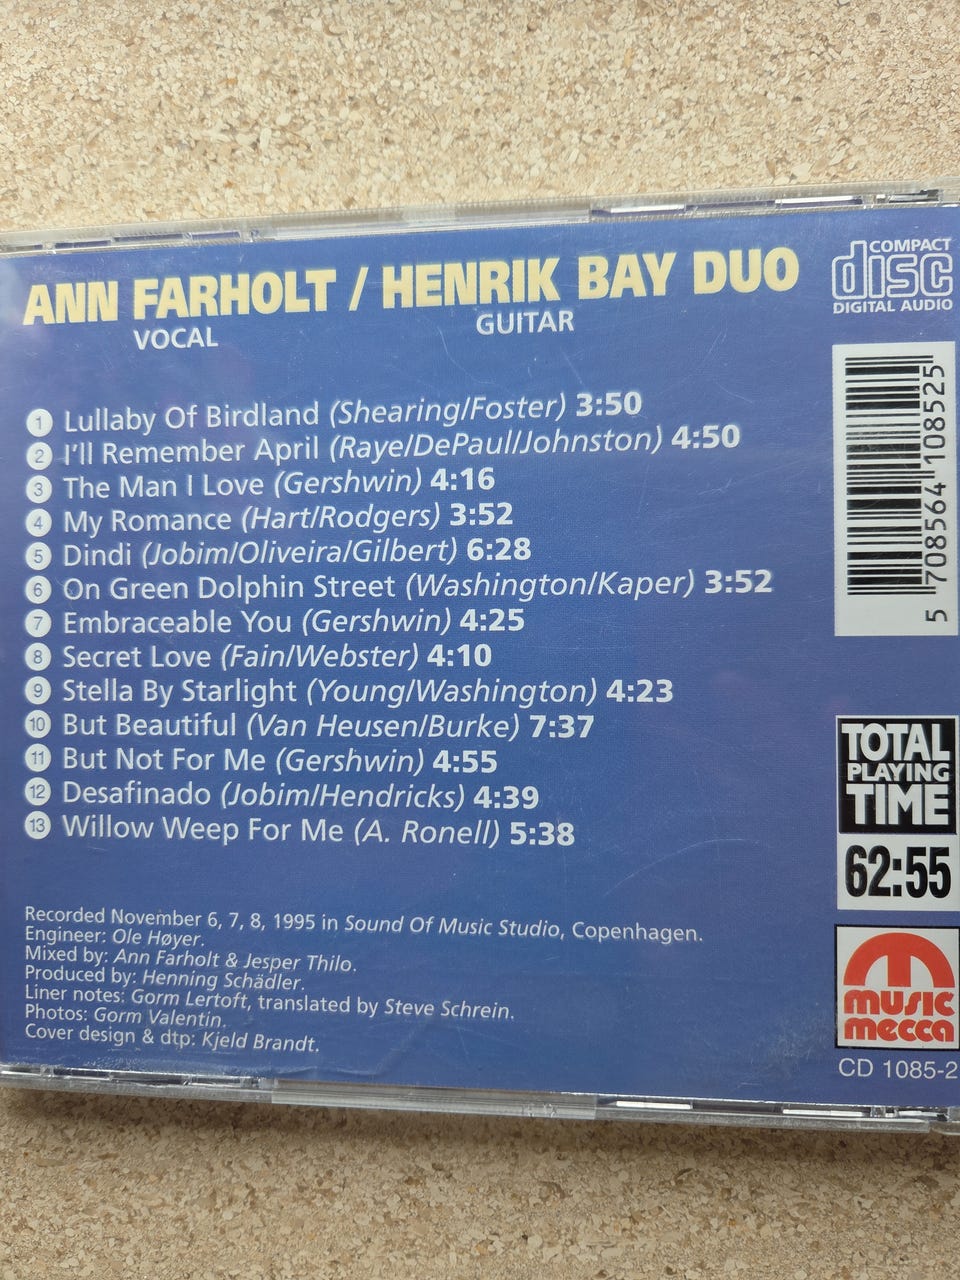 ANN FARHOLT / HENRIK BAY DUO
VOCAL GUITAR
COMPACT
disc
DIGITAL AUDIO
1 Lullaby Of Birdland (Shearing/Foster) 3:50
2 I'll Remember April (Raye/DePaul/Johnston) 4:50
3 The Man I Love (Gershwin) 4:16
4 My Romance (Hart/Rodgers) 3:52
5 Dindi (Jobim/Oliveira/Gilbert) 6:28
6 On Green Dolphin Street (Washington/Kaper) 3:52
7 Embraceable You (Gershwin) 4:25
8 Secret Love (Fain/Webster) 4:10
9 Stella By Starlight (Young/Washington) 4:23
10 But Beautiful (Van Heusen/Burke) 7:37
11 But Not For Me (Gershwin) 4:55
12 Desafinado (Jobim/Hendricks) 4:39
13 Willow Weep For Me (A. Ronell) 5:38
5 708564 108525
TOTAL
PLAYING
TIME
62:55
Recorded November 6, 7, 8, 1995 in Sound Of Music Studio, Copenhagen.
Engineer: Ole Høyer.
Mixed by: Ann Farholt & Jesper Thilo.
Produced by: Henning Schädler.
Liner notes: Gorm Lertoft, translated by Steve Schrein.
Photos: Gorm Valentin.
Cover design & dtp: Kjeld Brandt.
music
mecca
CD 1085-2